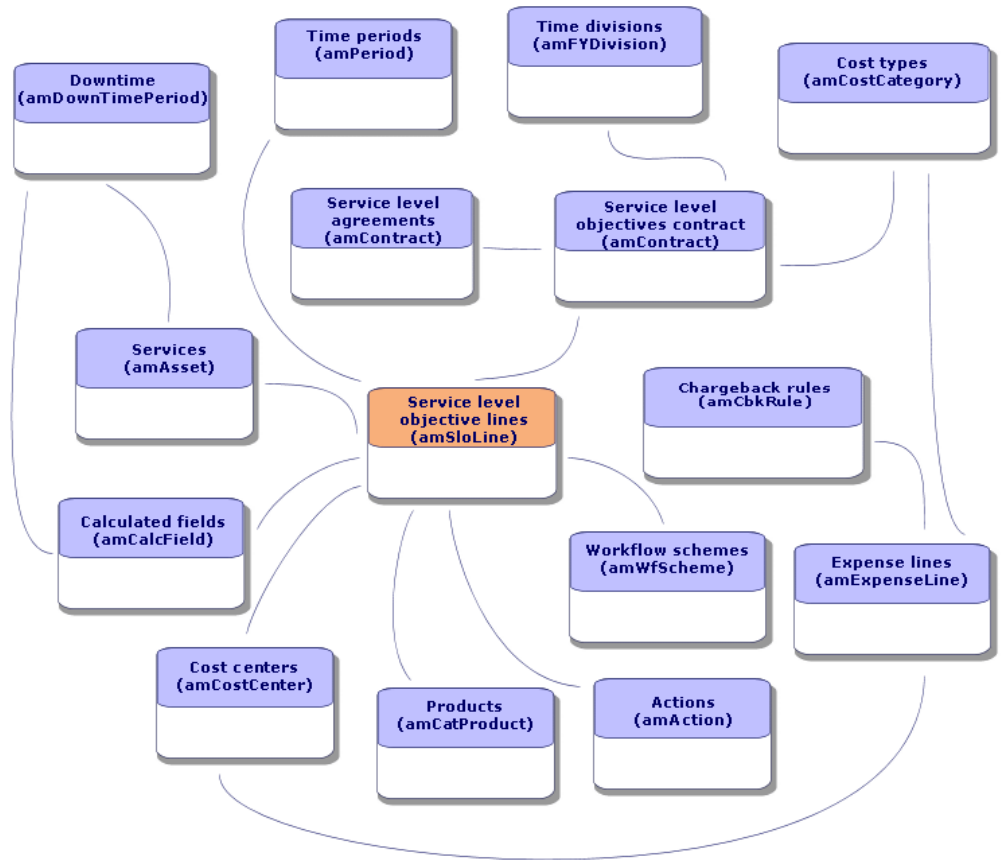 Time periods
(amPeriod)
Time divisions
(amFYDivision)
Cost types
(amCostCategory)
Downtime
(amDownTimePeriod)
Service level
agreements
(amContract)
Service level
objectives contract
(amContract)
Services
(amAsset)
Service level
objective lines
(amSloLine)
Chargeback rules
(amCbkRule)
Calculated fields
(amCalcField)
Workflow schemes
(amWfScheme)
Expense lines
(amExpenseLine)
Cost centers
(amCostCenter)
Products
(amCatProduct)
Actions
(amAction)